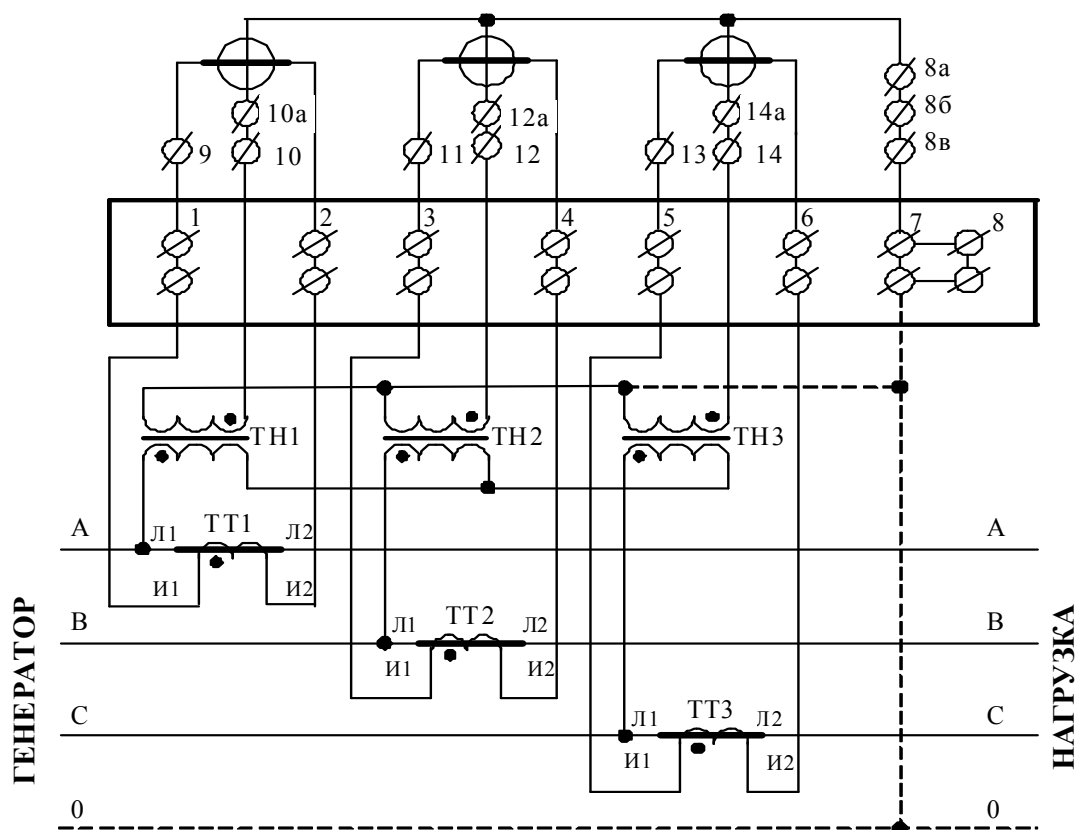 8а
10а 12а 14а 8б
9 10 11 12 13 14 8в
1 2 3 4 5 6 7 8
ТН1 ТН2 ТН3
А Л1 ТТ1 Л2 А
И1 И2
В Л1 ТТ2 Л2 В
И1 И2
С Л1 ТТ3 Л2 С
И1 И2
0 0
ГЕНЕРАТОР
НАГРУЗКА